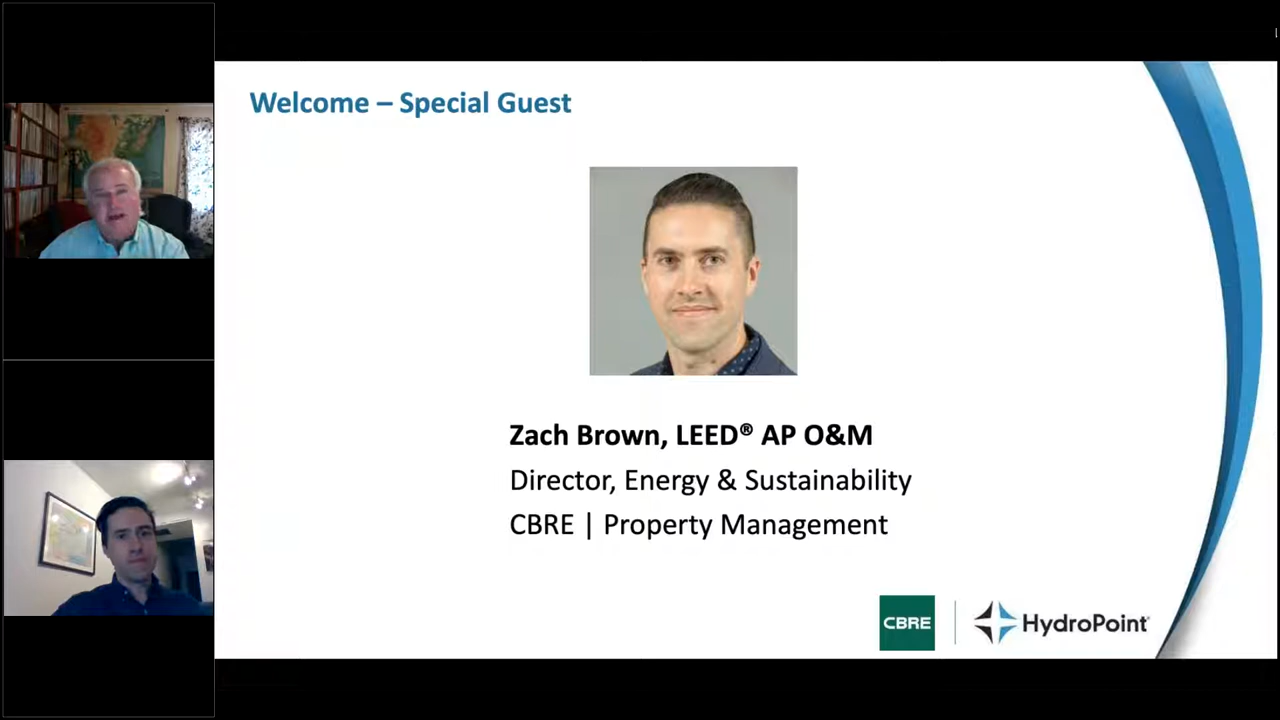 Welcome – Special Guest
Zach Brown, LEED® AP O&M
Director, Energy & Sustainability
CBRE | Property Management
CBRE
HydroPoint